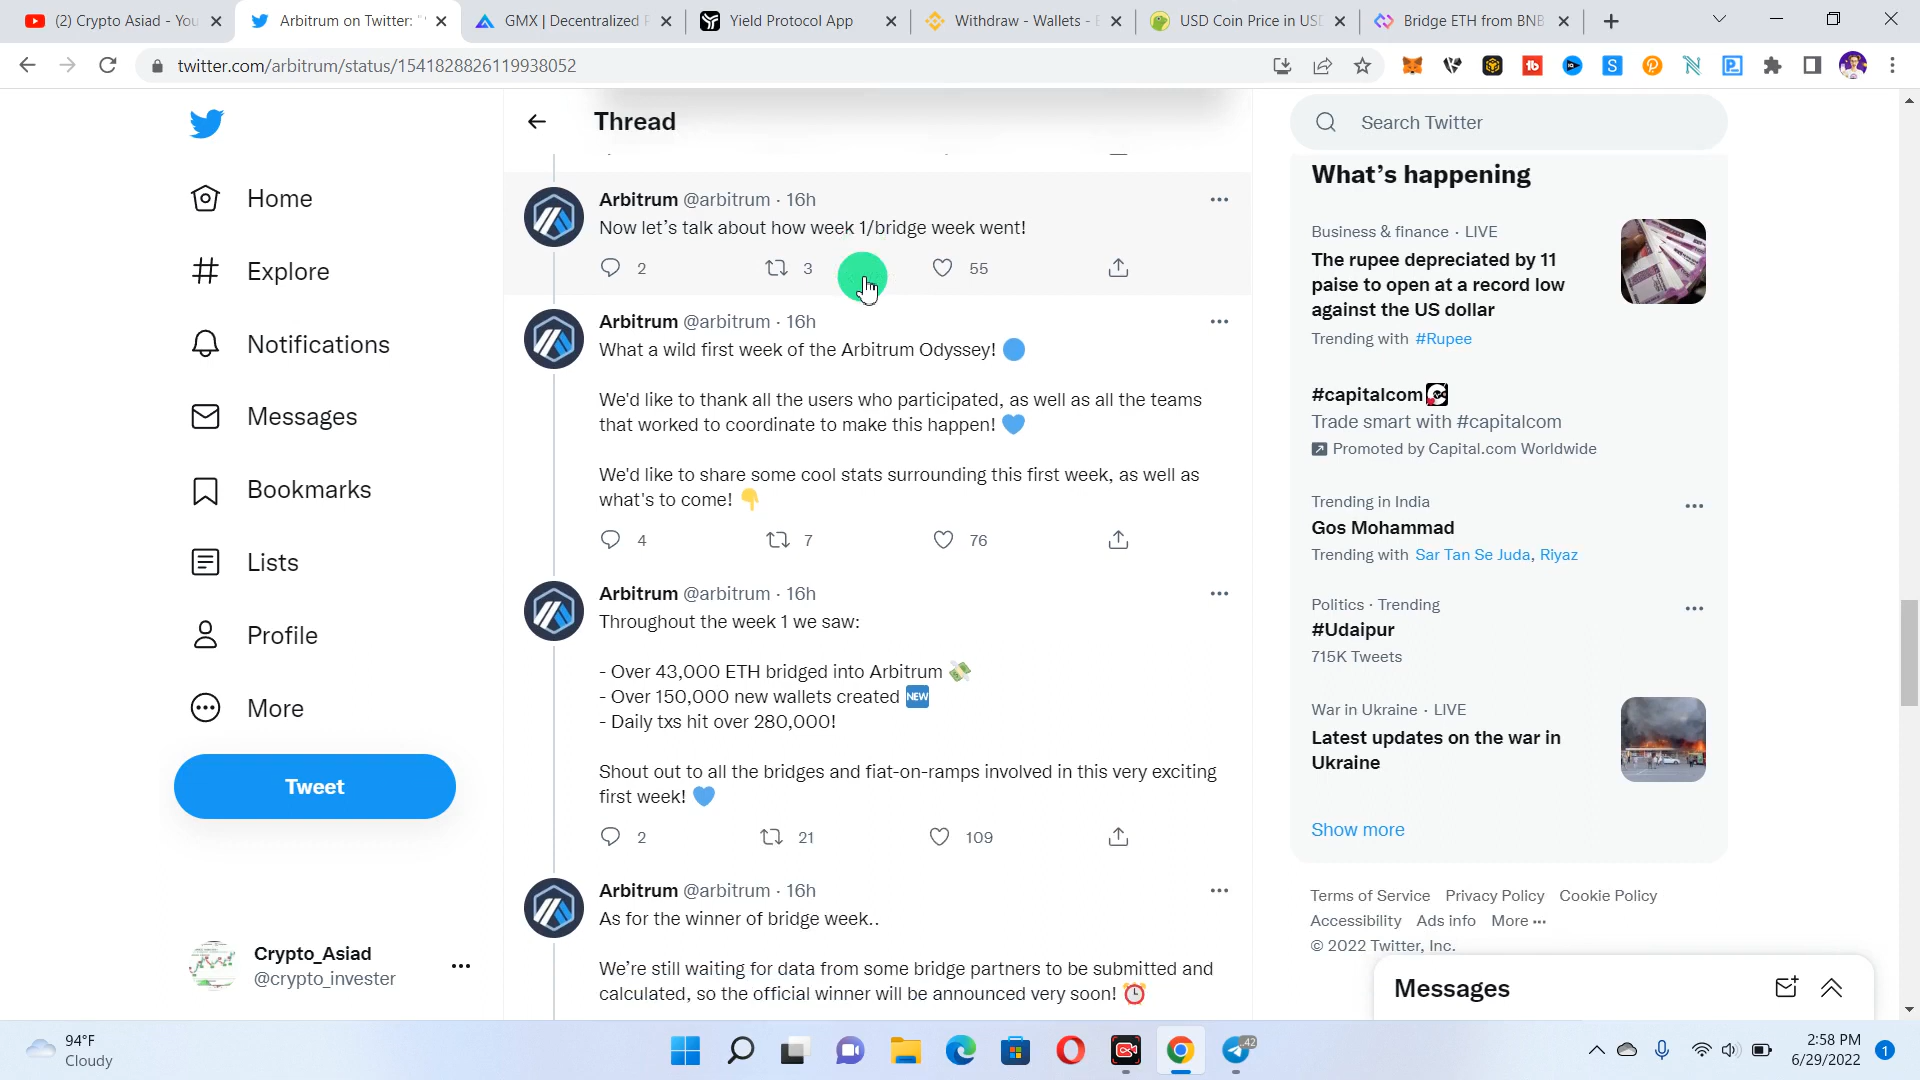 (2) Crypto Asiad - You
Arbitrum on Twitter: "
GMX | Decentralized P
Yield Protocol App
Withdraw - Wallets -
USD Coin Price in USD
Bridge ETH from BNB
twitter.com/arbitrum/status/1541828826119938052
Home
Explore
Notifications
Messages
Bookmarks
Lists
Profile
More
Tweet
Crypto_Asiad
@crypto_invester
Thread
Arbitrum @arbitrum · 16h
Now let's talk about how week 1/bridge week went!
2 3 55
Arbitrum @arbitrum · 16h
What a wild first week of the Arbitrum Odyssey! 🔵
We'd like to thank all the users who participated, as well as all the teams
that worked to coordinate to make this happen! 💙
We'd like to share some cool stats surrounding this first week, as well as
what's to come! 👇
4 7 76
Arbitrum @arbitrum · 16h
Throughout the week 1 we saw:
- Over 43,000 ETH bridged into Arbitrum 💸
- Over 150,000 new wallets created 🆕
- Daily txs hit over 280,000!
Shout out to all the bridges and fiat-on-ramps involved in this very exciting
first week! 💙
2 21 109
Arbitrum @arbitrum · 16h
As for the winner of bridge week..
We're still waiting for data from some bridge partners to be submitted and
calculated, so the official winner will be announced very soon! ⏰
Search Twitter
What's happening
Business & finance · LIVE
The rupee depreciated by 11
paise to open at a record low
against the US dollar
Trending with #Rupee
#capitalcom
Trade smart with #capitalcom
Promoted by Capital.com Worldwide
Trending in India
Gos Mohammad
Trending with Sar Tan Se Juda, Riyaz
Politics · Trending
#Udaipur
715K Tweets
War in Ukraine · LIVE
Latest updates on the war in
Ukraine
Show more
Terms of Service Privacy Policy Cookie Policy
Accessibility Ads info More ···
© 2022 Twitter, Inc.
Messages
94°F
Cloudy
42
2:58 PM
6/29/2022
1